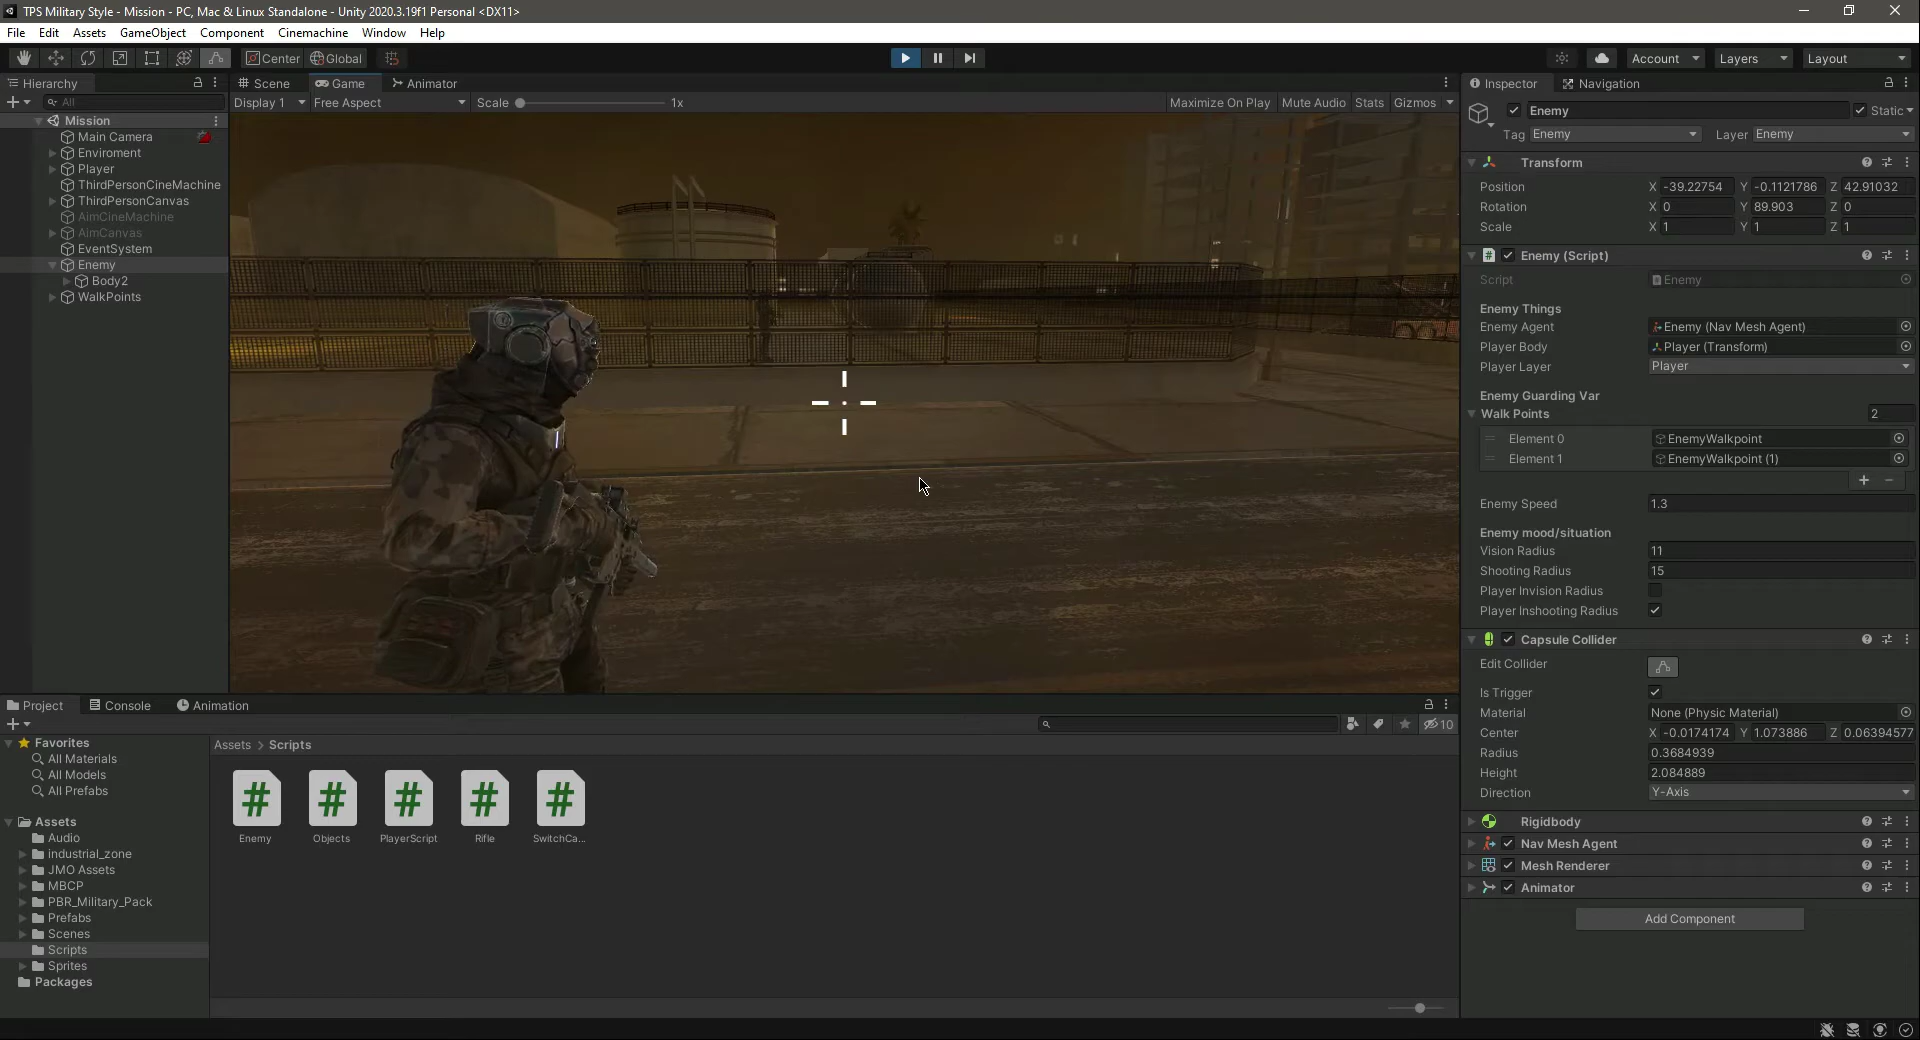 TPS Military Style - Mission - PC, Mac & Linux Standalone - Unity 2020.3.19f1 Personal <DX11>
File Edit Assets GameObject Component Cinemachine Window Help
Center Global Account Layers Layout
Hierarchy
All
Mission
Main Camera
Enviroment
Player
ThirdPersonCineMachine
ThirdPersonCanvas
AimCineMachine
AimCanvas
EventSystem
Enemy
Body2
WalkPoints
Scene Game Animator
Display 1 Free Aspect Scale 1x Maximize On Play Mute Audio Stats Gizmos
Inspector Navigation
Enemy Static
Tag Enemy Layer Enemy
Transform
Position X -39.22754 Y -0.1121786 Z 42.91032
Rotation X 0 Y 89.903 Z 0
Scale X 1 Y 1 Z 1
# Enemy (Script)
Script Enemy
Enemy Things
Enemy Agent Enemy (Nav Mesh Agent)
Player Body Player (Transform)
Player Layer Player
Enemy Guarding Var
Walk Points 2
Element 0 EnemyWalkpoint
Element 1 EnemyWalkpoint (1)
+ −
Enemy Speed 1.3
Enemy mood/situation
Vision Radius 11
Shooting Radius 15
Player Invision Radius
Player Inshooting Radius
Capsule Collider
Edit Collider
Is Trigger
Material None (Physic Material)
Center X -0.0174174 Y 1.073886 Z 0.06394577
Radius 0.3684939
Height 2.084889
Direction Y-Axis
Rigidbody
Nav Mesh Agent
Mesh Renderer
Animator
Add Component
Project Console Animation
10
Favorites
All Materials
All Models
All Prefabs
Assets
Audio
industrial_zone
JMO Assets
MBCP
PBR_Military_Pack
Prefabs
Scenes
Scripts
Sprites
Packages
Assets > Scripts
# # # # #
Enemy Objects PlayerScript Rifle SwitchCa...